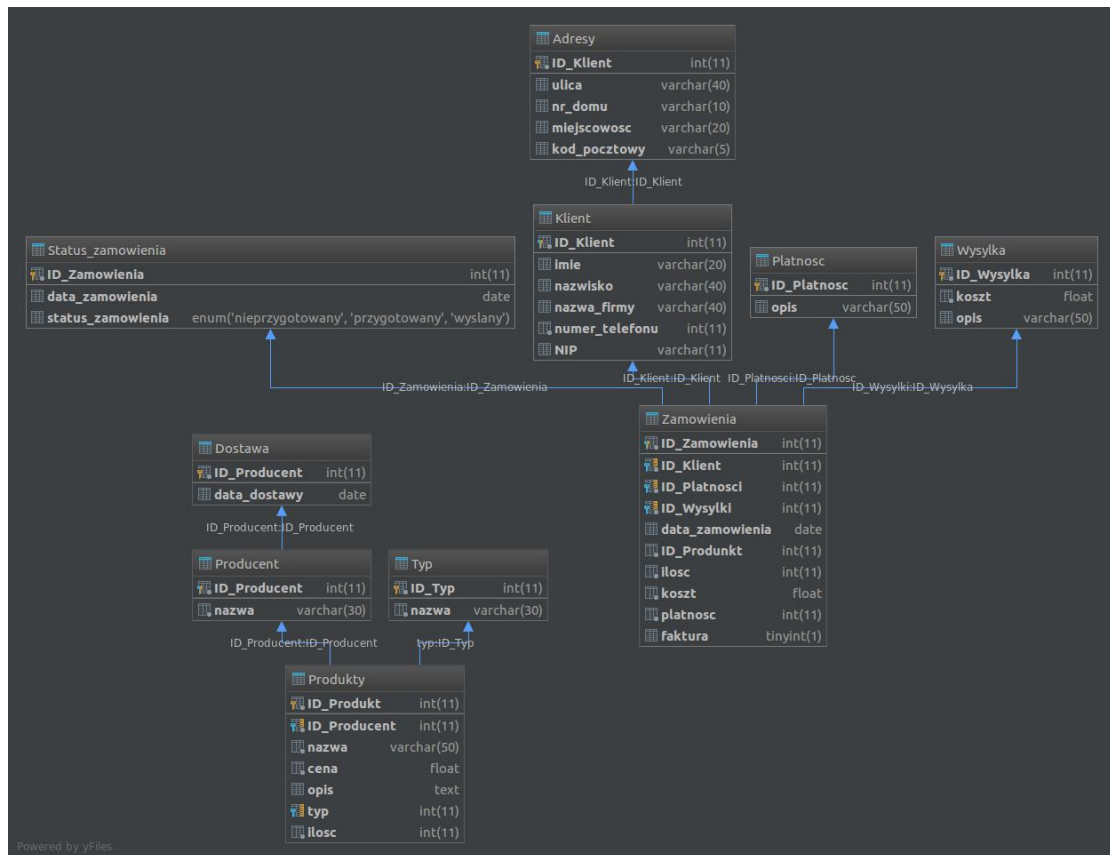 Adresy
ID_Klient int(11)
ulica varchar(40)
nr_domu varchar(10)
miejscowosc varchar(20)
kod_pocztowy varchar(5)
ID_Klient:ID_Klient
Klient
ID_Klient int(11)
imie varchar(20)
nazwisko varchar(40)
nazwa_firmy varchar(40)
numer_telefonu int(11)
NIP varchar(11)
Status_zamowienia
ID_Zamowienia int(11)
data_zamowienia date
status_zamowienia enum('nieprzygotowany', 'przygotowany', 'wyslany')
Platnosc
ID_Platnosc int(11)
opis varchar(50)
Wysylka
ID_Wysylka int(11)
koszt float
opis varchar(50)
ID_Zamowienia:ID_Zamowienia
ID_Klient:ID_Klient
ID_Platnosci:ID_Platnosc
ID_Wysylki:ID_Wysylka
Zamowienia
ID_Zamowienia int(11)
ID_Klient int(11)
ID_Platnosci int(11)
ID_Wysylki int(11)
data_zamowienia date
ID_Produnkt int(11)
ilosc int(11)
koszt float
platnosc int(11)
faktura tinyint(1)
Dostawa
ID_Producent int(11)
data_dostawy date
ID_Producent:ID_Producent
Producent
ID_Producent int(11)
nazwa varchar(30)
Typ
ID_Typ int(11)
nazwa varchar(30)
ID_Producent:ID_Producent
typ:ID_Typ
Produkty
ID_Produkt int(11)
ID_Producent int(11)
nazwa varchar(50)
cena float
opis text
typ int(11)
ilosc int(11)
Powered by yFiles